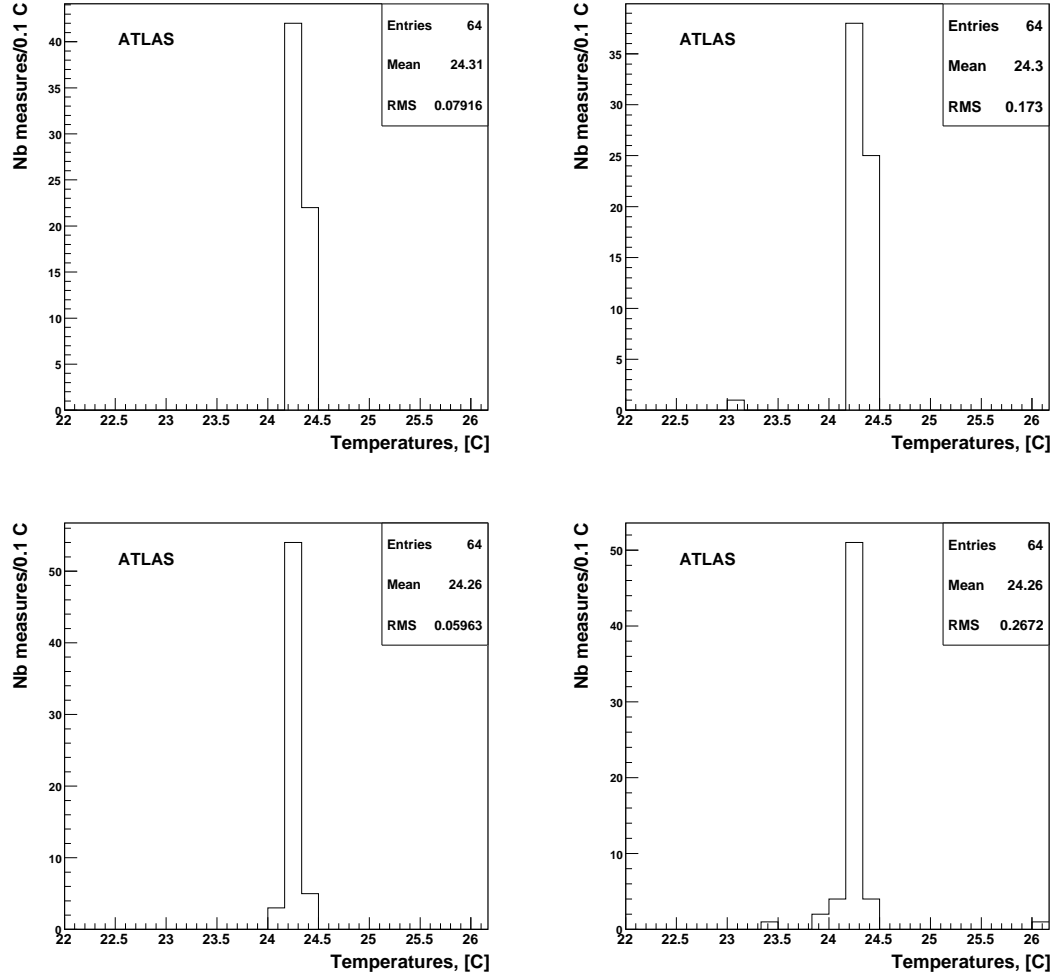 Nb measures/0.1 C
ATLAS
Entries 64
Mean 24.31
RMS 0.07916
40
35
30
25
20
15
10
5
0
22 22.5 23 23.5 24 24.5 25 25.5 26
Temperatures, [C]
Nb measures/0.1 C
ATLAS
Entries 64
Mean 24.3
RMS 0.173
35
30
25
20
15
10
5
0
22 22.5 23 23.5 24 24.5 25 25.5 26
Temperatures, [C]
Nb measures/0.1 C
ATLAS
Entries 64
Mean 24.26
RMS 0.05963
50
40
30
20
10
0
22 22.5 23 23.5 24 24.5 25 25.5 26
Temperatures, [C]
Nb measures/0.1 C
ATLAS
Entries 64
Mean 24.26
RMS 0.2672
50
40
30
20
10
0
22 22.5 23 23.5 24 24.5 25 25.5 26
Temperatures, [C]